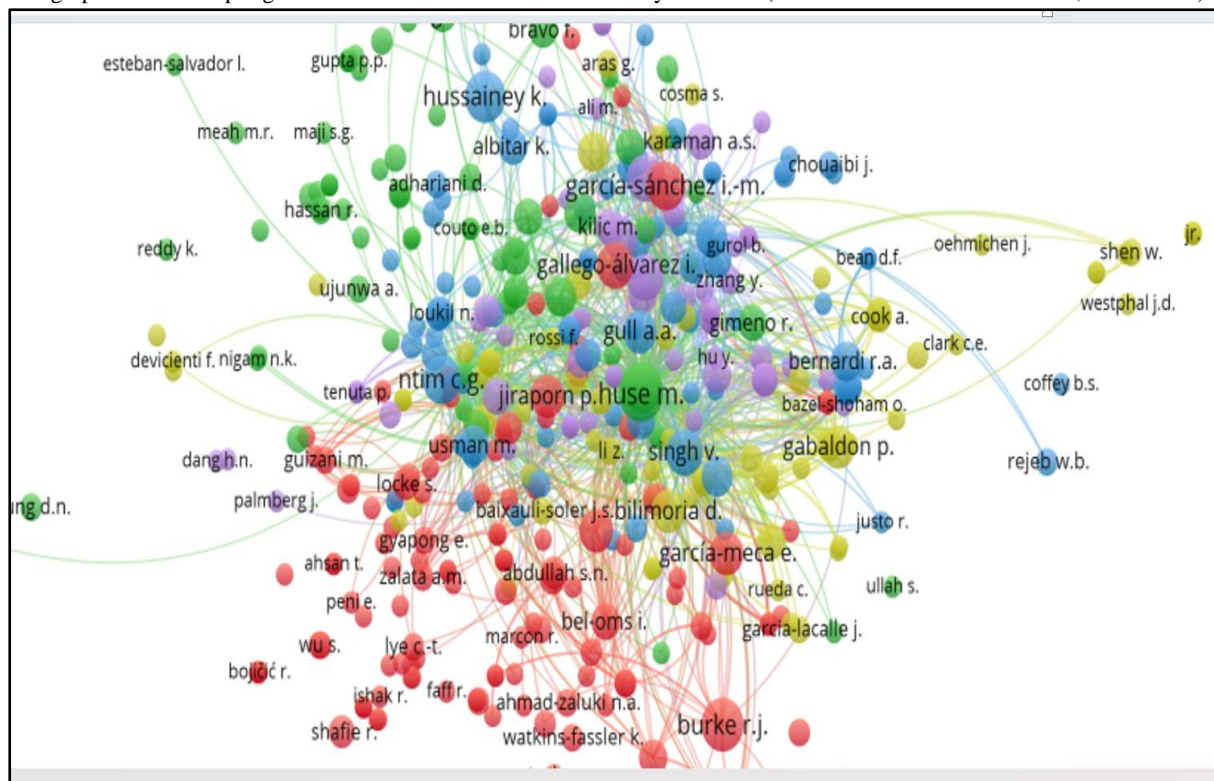 bravo f.
esteban-salvador l.
gupta p.p.
aras g.
hussainey k.
ali m.
cosma s.
meah m.r.
maji s.g.
albitar k.
karaman a.s.
chouaibi j.
adhariani d.
garcía-sánchez i.-m.
hassan r.
couto e.b.
kilic m.
gurol b.
oehmichen j.
jr.
reddy k.
shen w.
bean d.f.
gallego-álvarez i.
zhang y.
ujunwa a.
westphal j.d.
loukil n.
cook a.
rossi f.
gull a.a.
gimeno r.
clark c.e.
devicienti f.
nigam n.k.
hu y.
bernardi r.a.
ntim c.g.
coffey b.s.
tenuta p.
jiraporn p.
huse m.
bazel-shoham o.
usman m.
li z.
singh v.
gabaldon p.
dang h.n.
guizani m.
rejeb w.b.
locke s.
palmberg j.
ung d.n.
baixauli-soler j.s.
bilimoria d.
justo r.
gyapong e.
garcía-meca e.
ahsan t.
zalata a.m.
abdullah s.n.
rueda c.
ullah s.
peni e.
bel-oms i.
garcia-lacalle j.
marcon r.
wu s.
lye c.-t.
bojičić r.
ishak r.
faff r.
ahmad-zaluki n.a.
burke r.j.
shafie r.
watkins-fassler k.